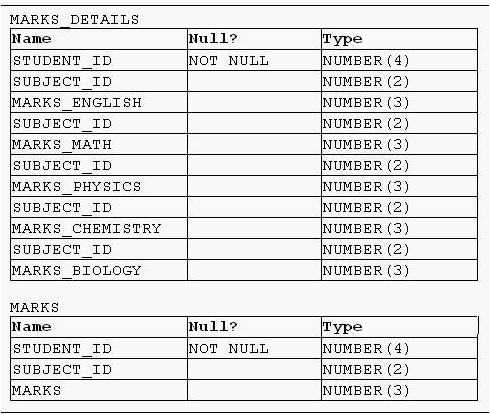 MARKS_DETAILS
Name Null? Type
STUDENT_ID NOT NULL NUMBER(4)
SUBJECT_ID NUMBER(2)
MARKS_ENGLISH NUMBER(3)
SUBJECT_ID NUMBER(2)
MARKS_MATH NUMBER(3)
SUBJECT_ID NUMBER(2)
MARKS_PHYSICS NUMBER(3)
SUBJECT_ID NUMBER(2)
MARKS_CHEMISTRY NUMBER(3)
SUBJECT_ID NUMBER(2)
MARKS_BIOLOGY NUMBER(3)
MARKS
Name Null? Type
STUDENT_ID NOT NULL NUMBER(4)
SUBJECT_ID NUMBER(2)
MARKS NUMBER(3)